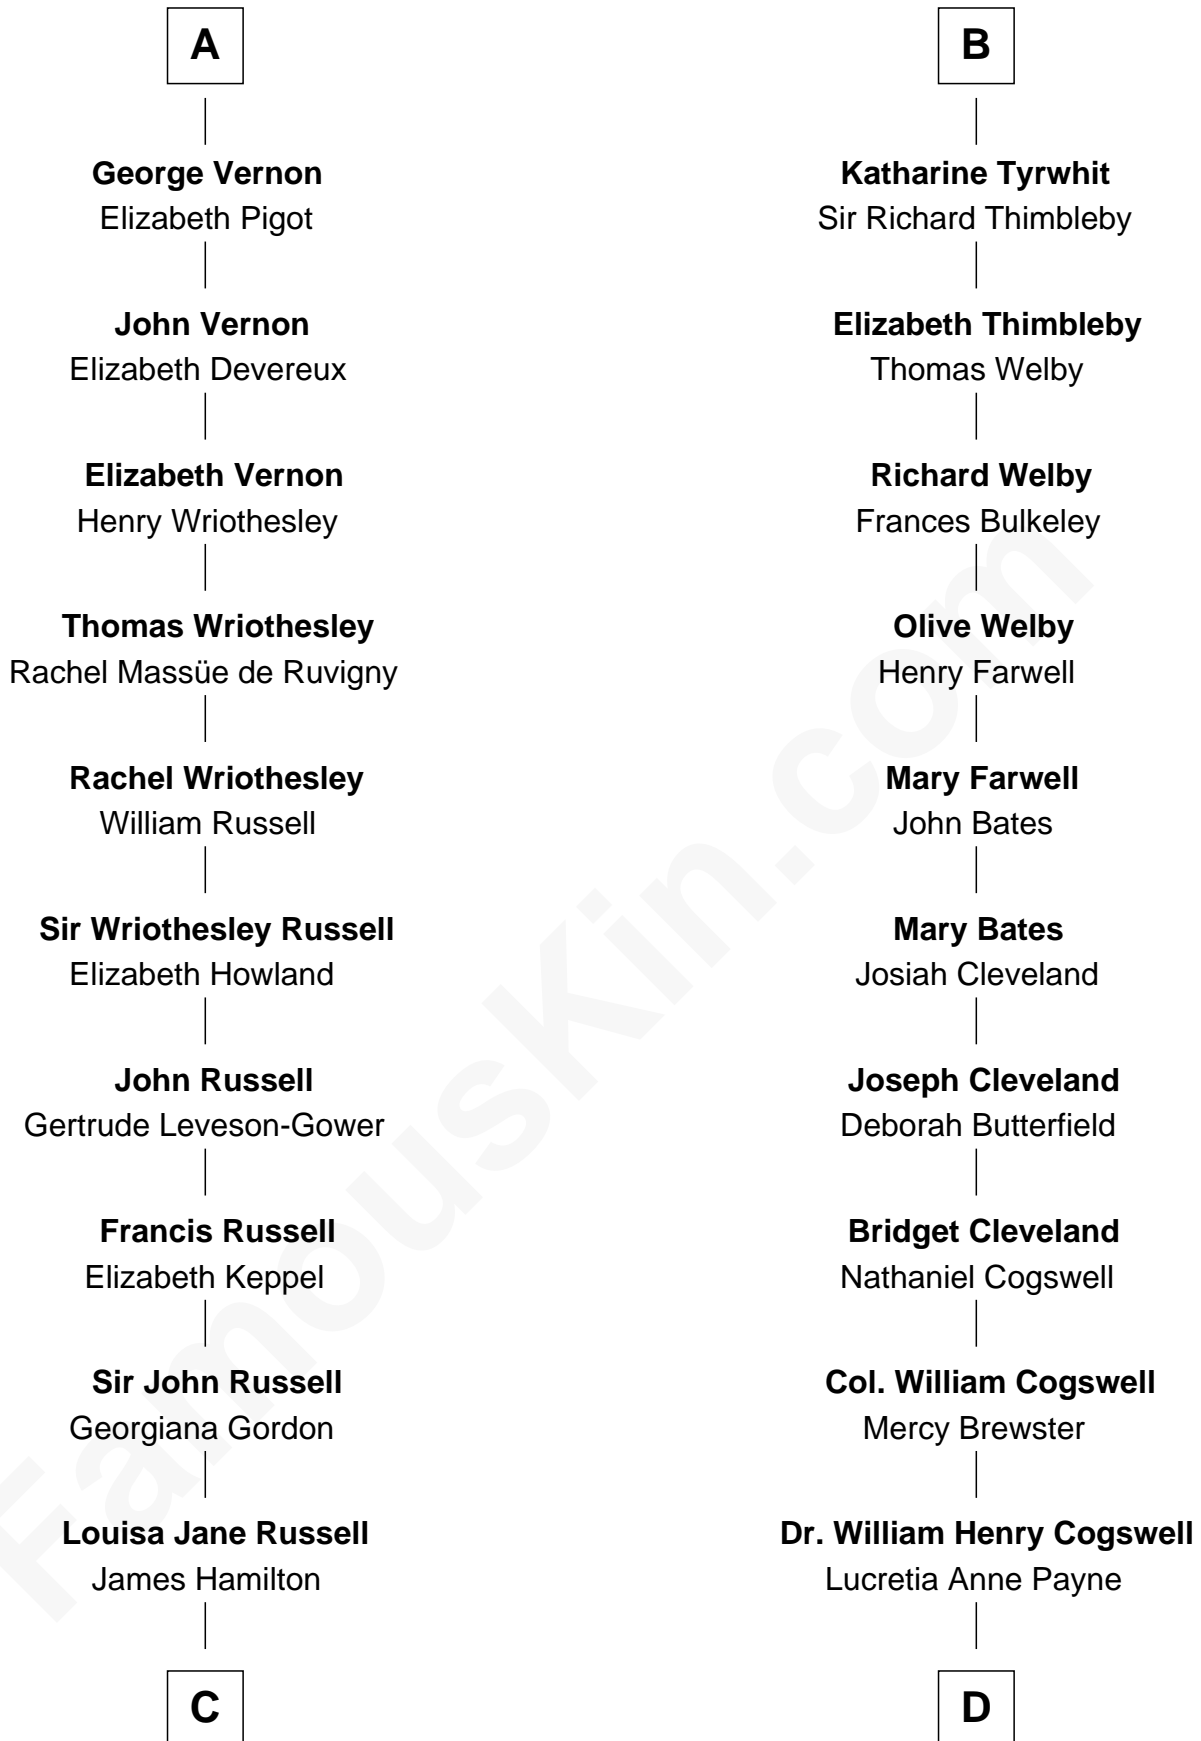 A
George Vernon
Elizabeth Pigot
John Vernon
Elizabeth Devereux
Elizabeth Vernon
Henry Wriothesley
Thomas Wriothesley
Rachel Massüe de Ruvigny
Rachel Wriothesley
William Russell
Sir Wriothesley Russell
Elizabeth Howland
John Russell
Gertrude Leveson-Gower
Francis Russell
Elizabeth Keppel
Sir John Russell
Georgiana Gordon
Louisa Jane Russell
James Hamilton
C
B
Katharine Tyrwhit
Sir Richard Thimbleby
Elizabeth Thimbleby
Thomas Welby
Richard Welby
Frances Bulkeley
Olive Welby
Henry Farwell
Mary Farwell
John Bates
Mary Bates
Josiah Cleveland
Joseph Cleveland
Deborah Butterfield
Bridget Cleveland
Nathaniel Cogswell
Col. William Cogswell
Mercy Brewster
Dr. William Henry Cogswell
Lucretia Anne Payne
D
FamousKin.com